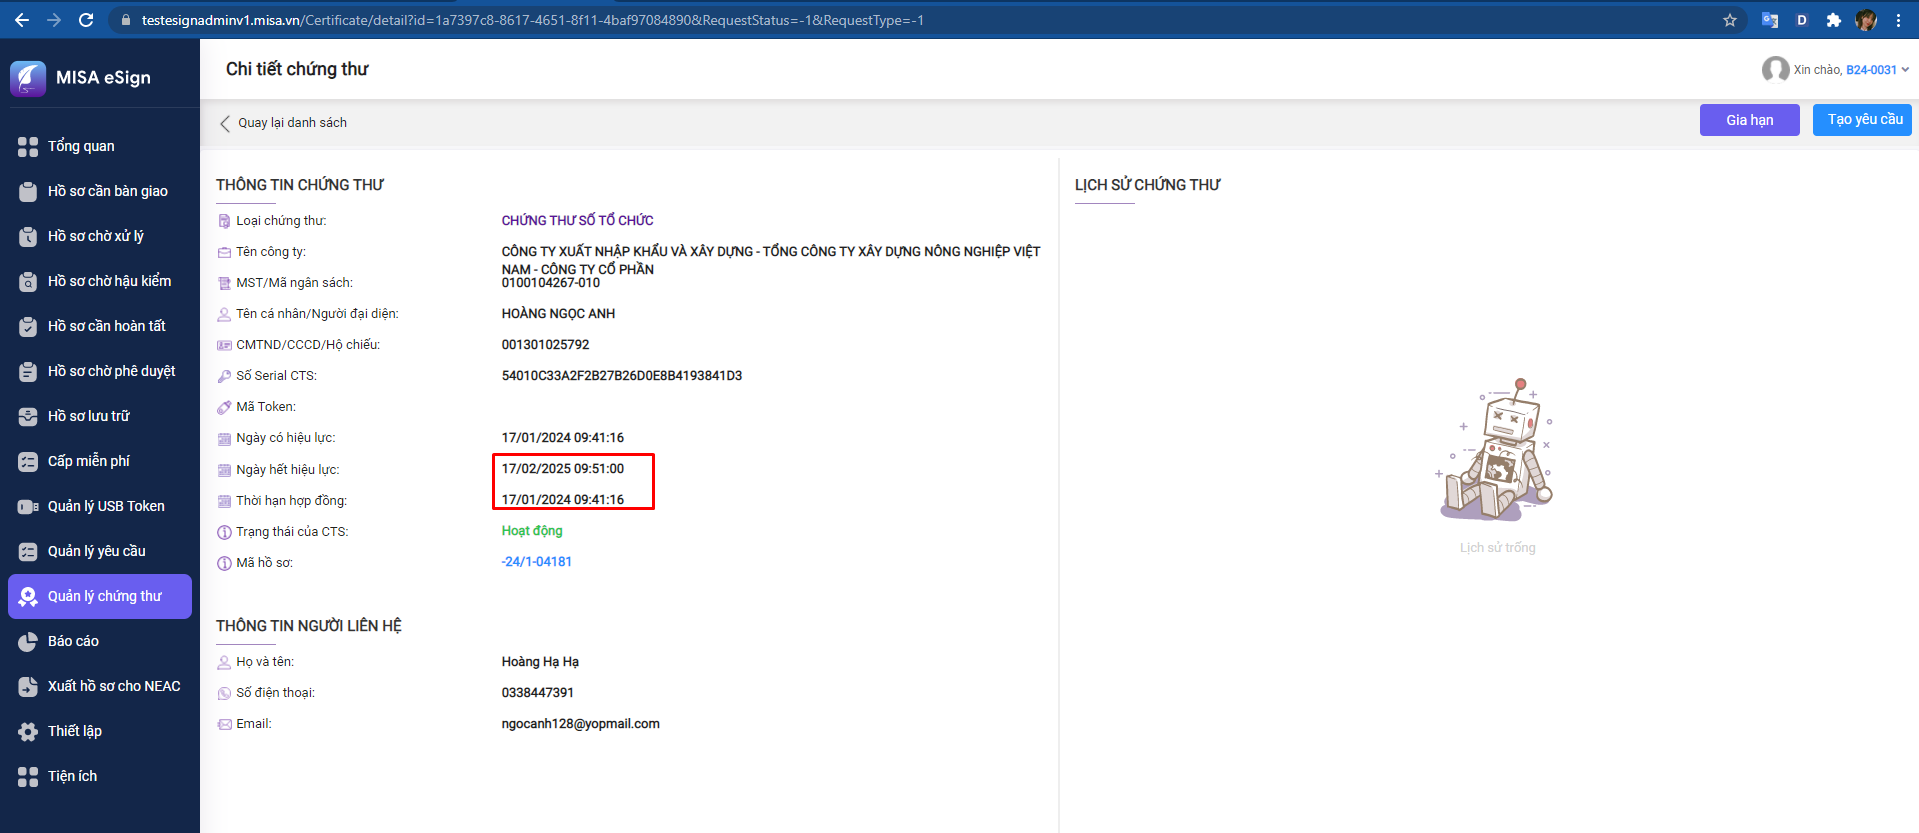 testesignadminv1.misa.vn/Certificate/detail?id=1a7397c8-8617-4651-8f11-4baf97084890&RequestStatus=-1&RequestType=-1
D
MISA eSign
Chi tiết chứng thư
Xin chào, B24-0031
Quay lại danh sách
Gia hạn
Tạo yêu cầu
Tổng quan
Hồ sơ cần bàn giao
Hồ sơ chờ xử lý
Hồ sơ chờ hậu kiểm
Hồ sơ cần hoàn tất
Hồ sơ chờ phê duyệt
Hồ sơ lưu trữ
Cấp miễn phí
Quản lý USB Token
Quản lý yêu cầu
Quản lý chứng thư
Báo cáo
Xuất hồ sơ cho NEAC
Thiết lập
Tiện ích
THÔNG TIN CHỨNG THƯ
Loại chứng thư: CHỨNG THƯ SỐ TỔ CHỨC
Tên công ty: CÔNG TY XUẤT NHẬP KHẨU VÀ XÂY DỰNG - TỔNG CÔNG TY XÂY DỰNG NÔNG NGHIỆP VIỆT
NAM - CÔNG TY CỔ PHẦN
MST/Mã ngân sách: 0100104267-010
Tên cá nhân/Người đại diện: HOÀNG NGỌC ANH
CMTND/CCCD/Hộ chiếu: 001301025792
Số Serial CTS: 54010C33A2F2B27B26D0E8B4193841D3
Mã Token:
Ngày có hiệu lực: 17/01/2024 09:41:16
Ngày hết hiệu lực: 17/02/2025 09:51:00
Thời hạn hợp đồng: 17/01/2024 09:41:16
Trạng thái của CTS: Hoạt động
Mã hồ sơ: -24/1-04181
THÔNG TIN NGƯỜI LIÊN HỆ
Họ và tên: Hoàng Hạ Hạ
Số điện thoại: 0338447391
Email: ngocanh128@yopmail.com
LỊCH SỬ CHỨNG THƯ
Lịch sử trống